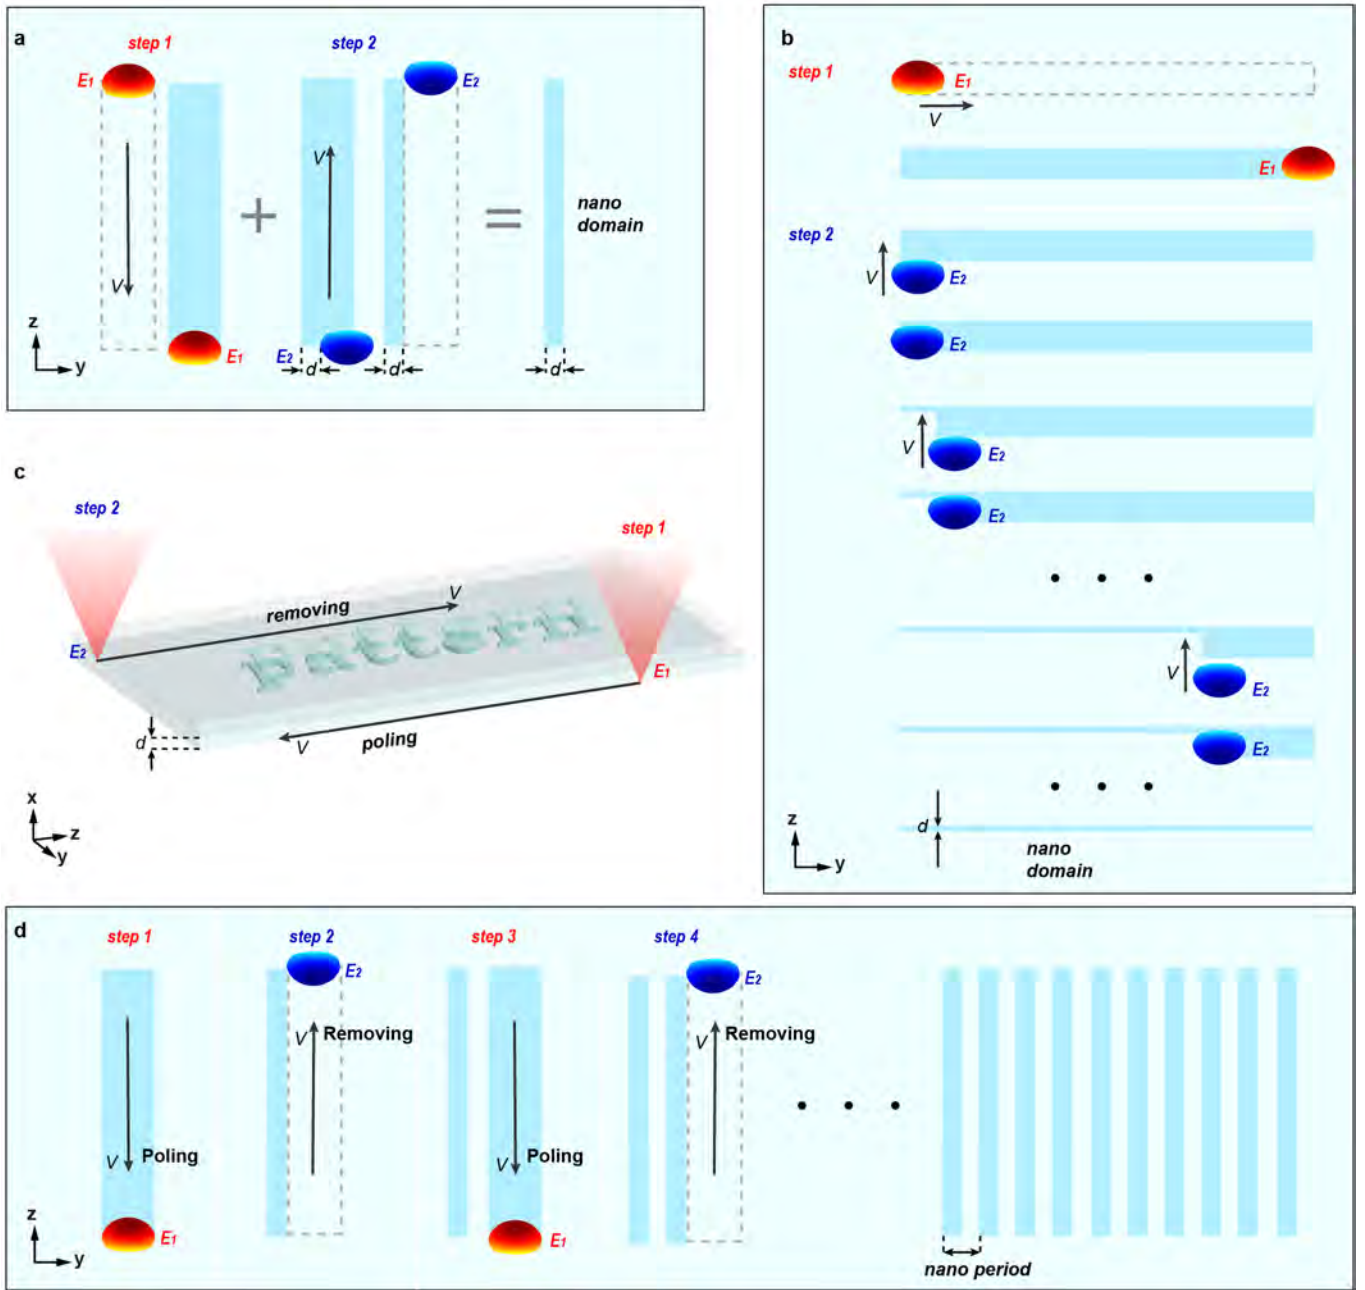 a
step 1
step 2
E1
E2
V
V
nano
domain
z
y
E1
E2
d
d
d
b
step 1
E1
V
E1
step 2
V
E2
E2
V
E2
E2
V
E2
E2
d
nano
domain
z
y
c
step 2
step 1
removing
V
pattern
E2
E1
V
poling
d
x
z
y
d
step 1
step 2
step 3
step 4
E2
E2
V
Removing
V
Removing
V
Poling
V
Poling
E1
E1
z
y
nano period